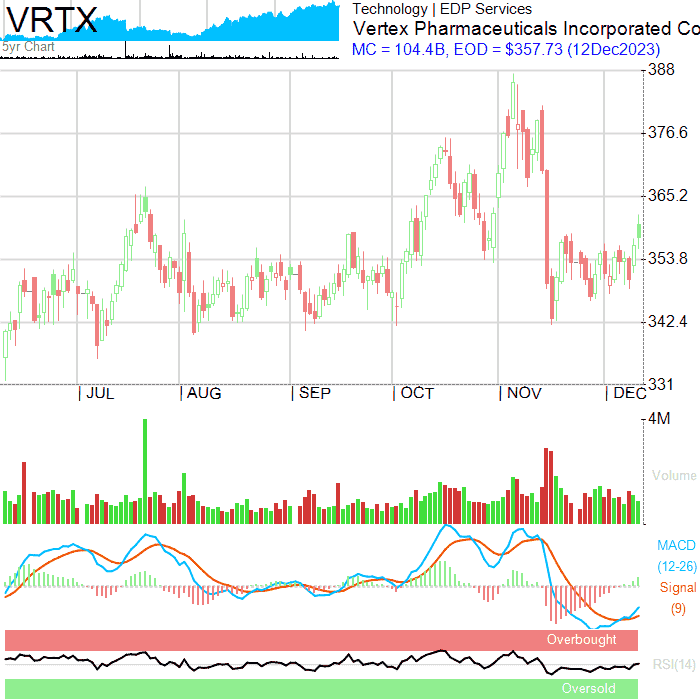 VRTX
Technology | EDP Services
Vertex Pharmaceuticals Incorporated Co
MC = 104.4B, EOD = $357.73 (12Dec2023)
5yr Chart
388
376.6
365.2
353.8
342.4
331
| JUL | AUG | SEP | OCT | NOV | DEC
4M
Volume
MACD
(12-26)
Signal
(9)
Overbought
RSI(14)
Oversold